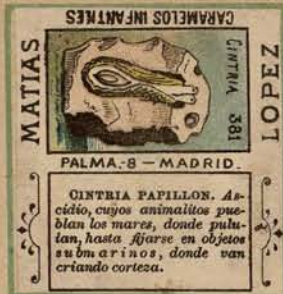 CARAMELOS INFANTILES
MATIAS
CINTRIA 381
LOPEZ
PALMA.-8-MADRID.
CINTRIA PAPILLON. As-
cidio, cuyos animalitos pue-
blan los mares, donde pulu-
lan, hasta fijarse en objetos
submarinos, donde van
criando corteza.